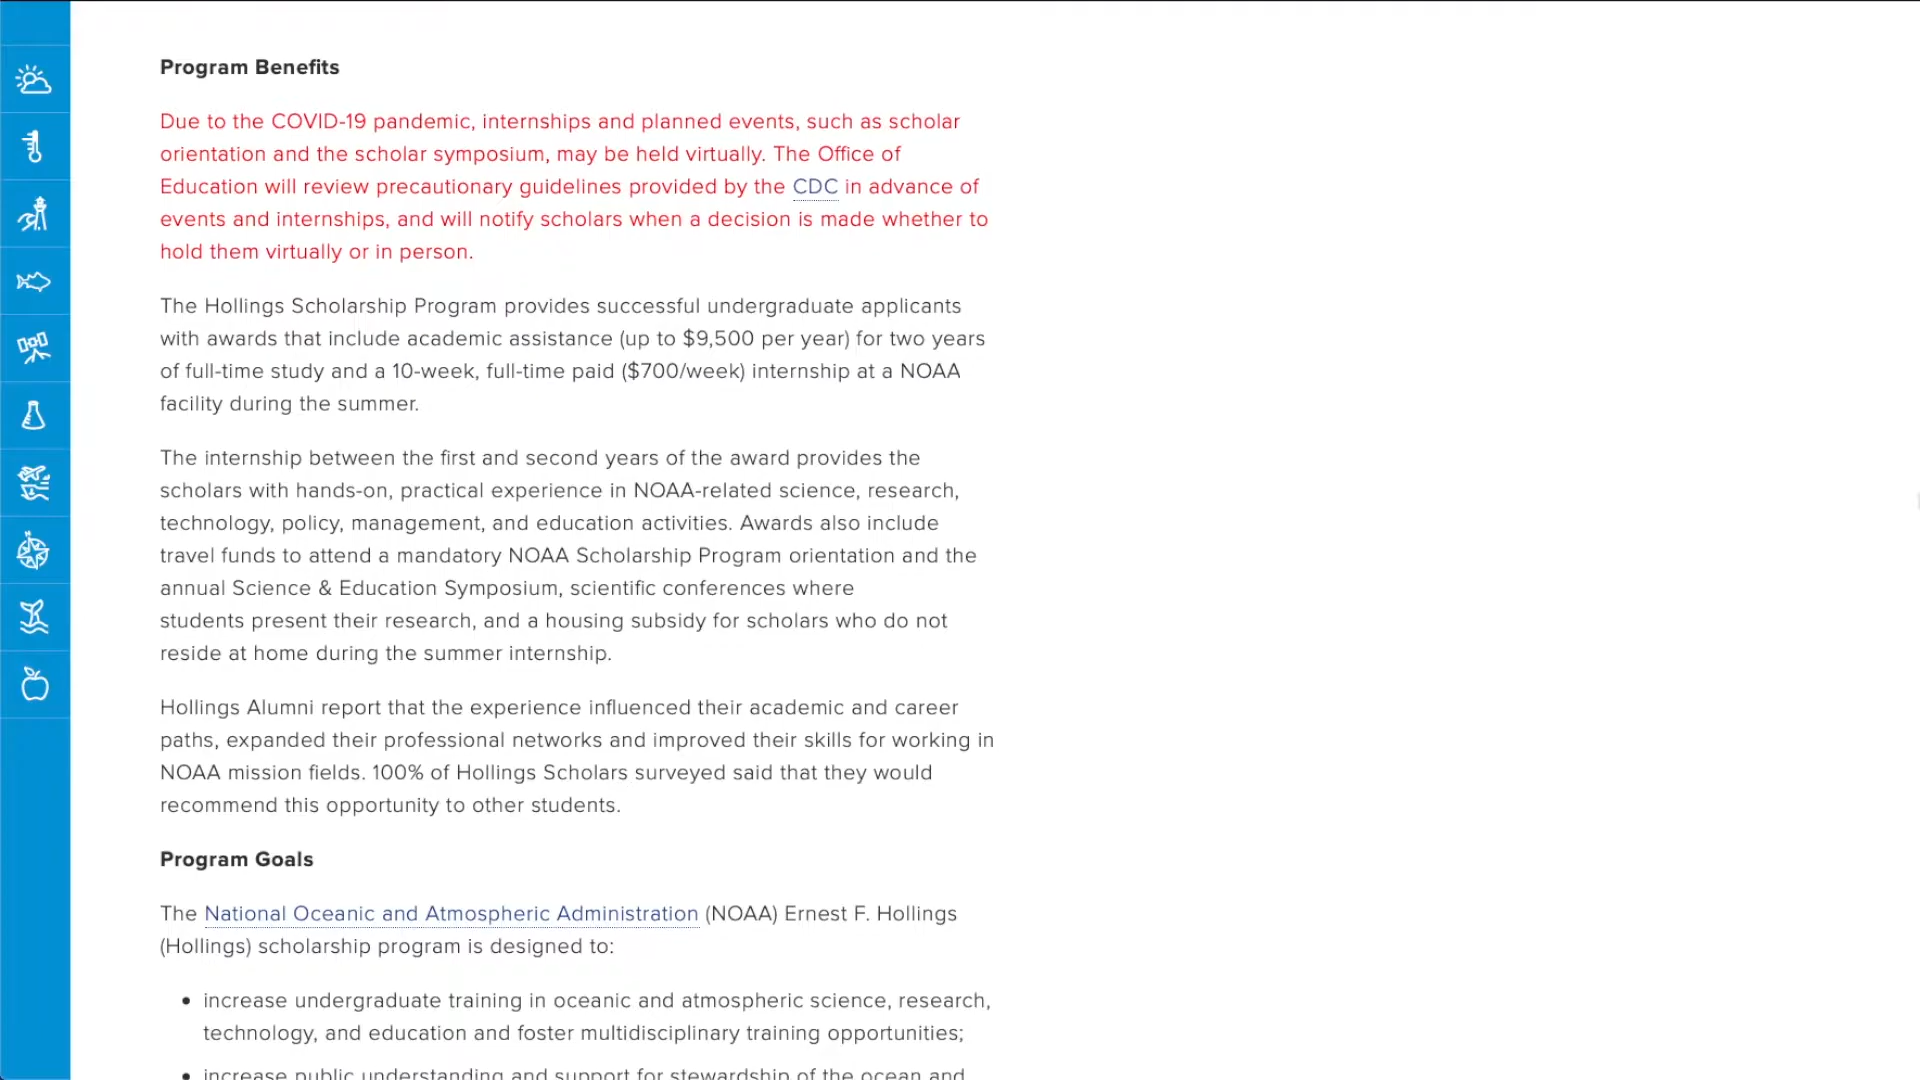 Program Benefits
Due to the COVID-19 pandemic, internships and planned events, such as scholar
orientation and the scholar symposium, may be held virtually. The Office of
Education will review precautionary guidelines provided by the CDC in advance of
events and internships, and will notify scholars when a decision is made whether to
hold them virtually or in person.
The Hollings Scholarship Program provides successful undergraduate applicants
with awards that include academic assistance (up to $9,500 per year) for two years
of full-time study and a 10-week, full-time paid ($700/week) internship at a NOAA
facility during the summer.
The internship between the first and second years of the award provides the
scholars with hands-on, practical experience in NOAA-related science, research,
technology, policy, management, and education activities. Awards also include
travel funds to attend a mandatory NOAA Scholarship Program orientation and the
annual Science & Education Symposium, scientific conferences where
students present their research, and a housing subsidy for scholars who do not
reside at home during the summer internship.
Hollings Alumni report that the experience influenced their academic and career
paths, expanded their professional networks and improved their skills for working in
NOAA mission fields. 100% of Hollings Scholars surveyed said that they would
recommend this opportunity to other students.
Program Goals
The National Oceanic and Atmospheric Administration (NOAA) Ernest F. Hollings
(Hollings) scholarship program is designed to:
• increase undergraduate training in oceanic and atmospheric science, research,
technology, and education and foster multidisciplinary training opportunities;
• increase public understanding and support for stewardship of the ocean and